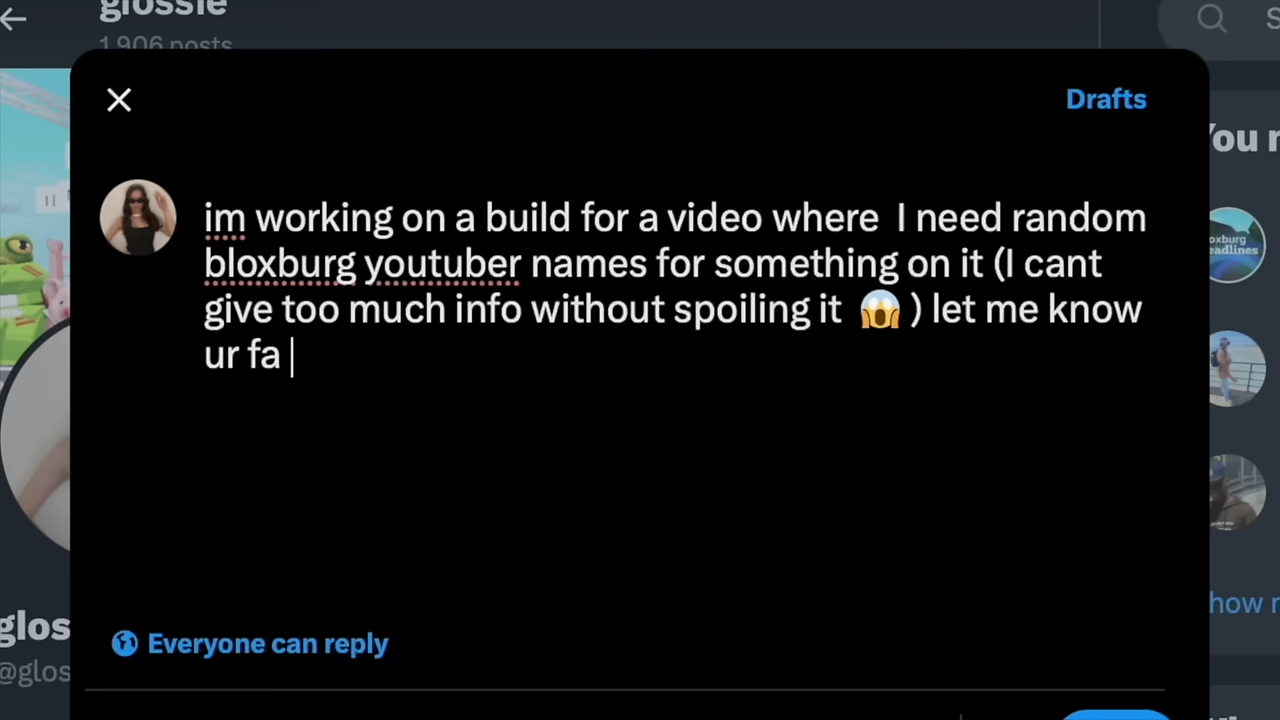 glossie
1,906 posts
Drafts
im working on a build for a video where  I need random
bloxburg youtuber names for something on it (I cant
give too much info without spoiling it 😱 ) let me know
ur fa
Everyone can reply
glos
@glos
You